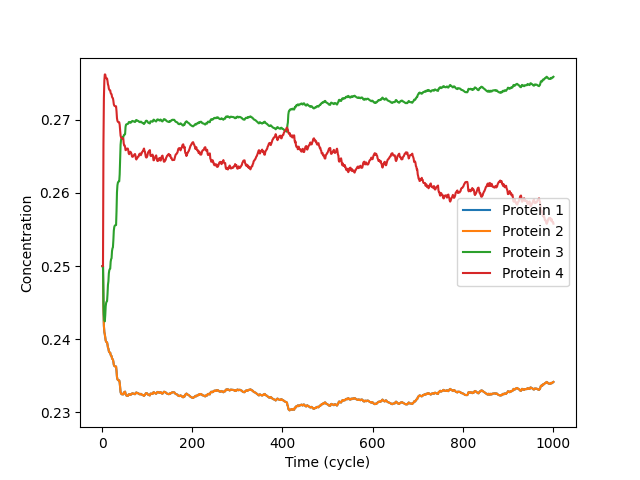 0.27
0.26
0.25
0.24
0.23
Concentration
Protein 1
Protein 2
Protein 3
Protein 4
0 200 400 600 800 1000
Time (cycle)